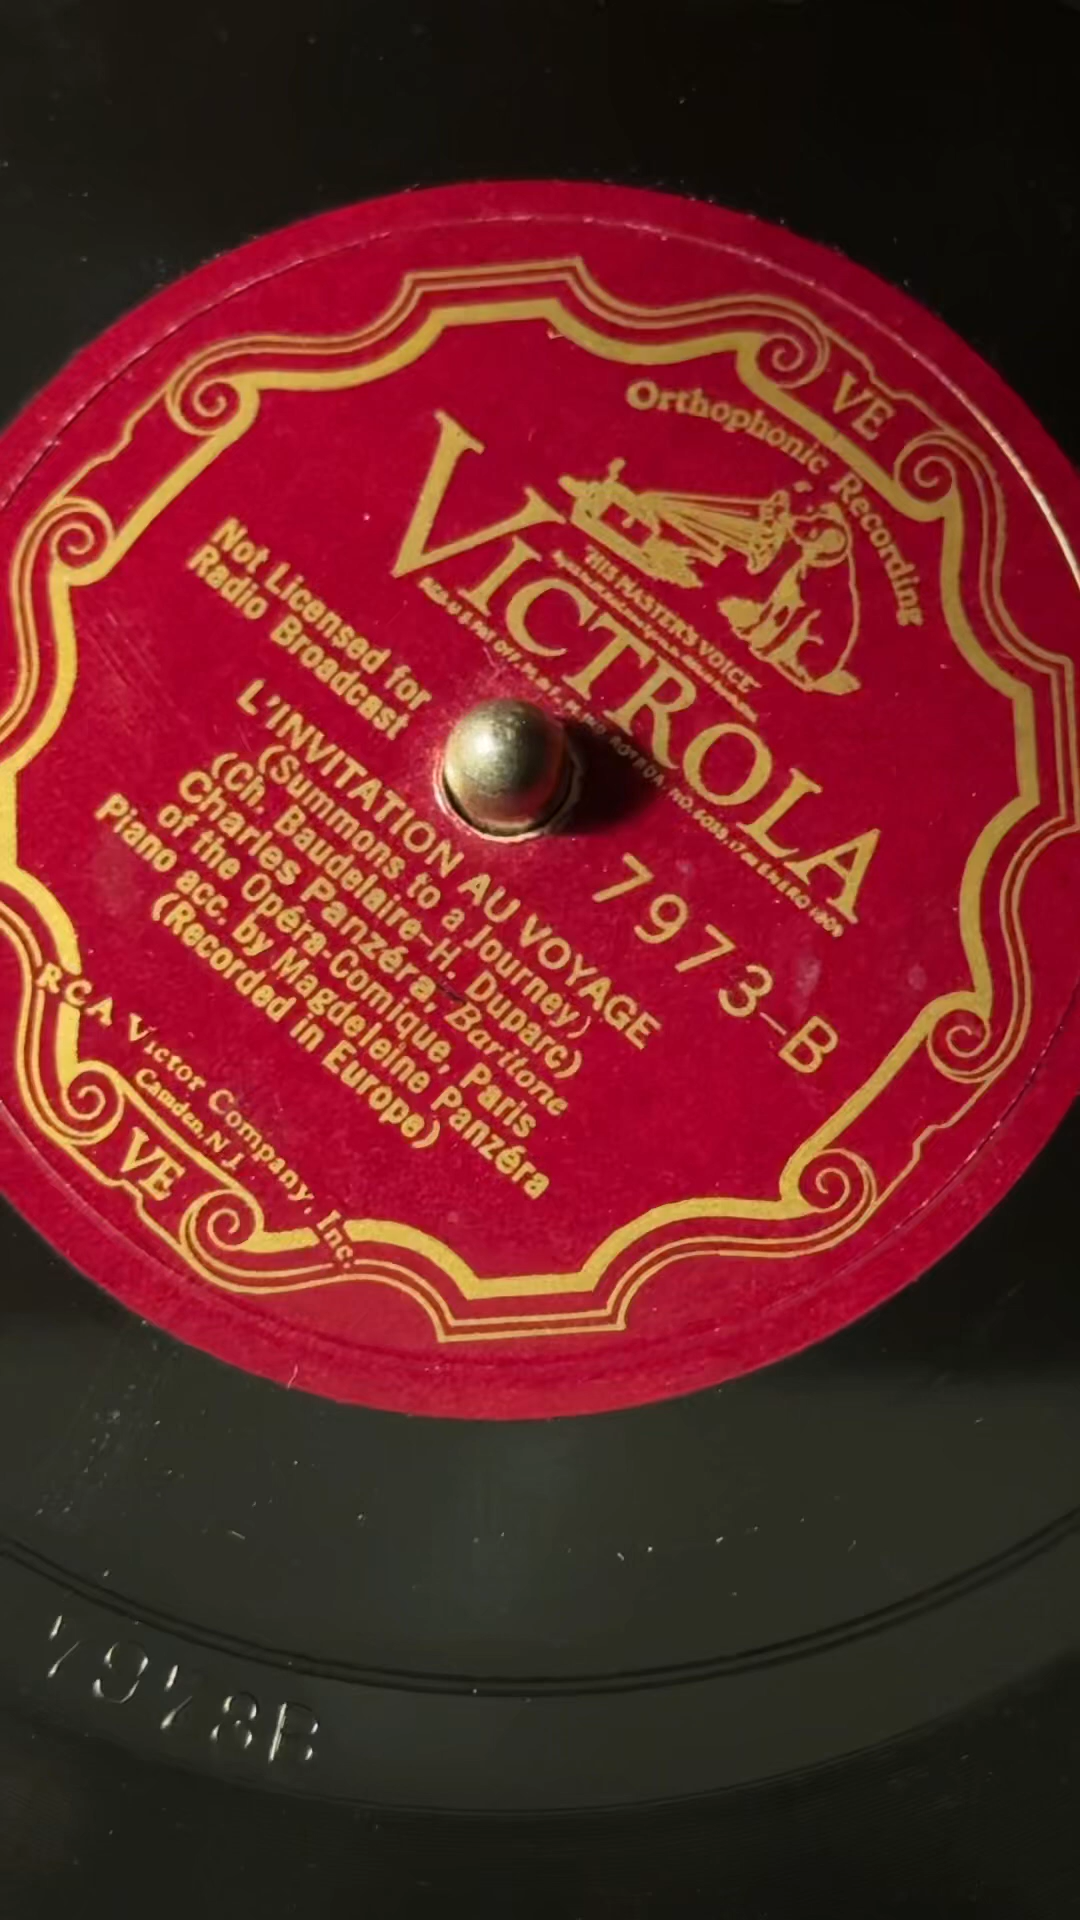 VE
Orthophonic Recording
"HIS MASTER'S VOICE"
VICTROLA
Not Licensed for
Radio Broadcast
7973-B
L'INVITATION AU VOYAGE
(Summons to a Journey)
(Ch. Baudelaire-H. Duparc)
Charles Panzéra, Baritone
of the Opéra-Comique, Paris
Piano acc. by Magdeleine Panzéra
(Recorded in Europe)
RCA Victor Company, Inc.
Camden, N.J.
VE